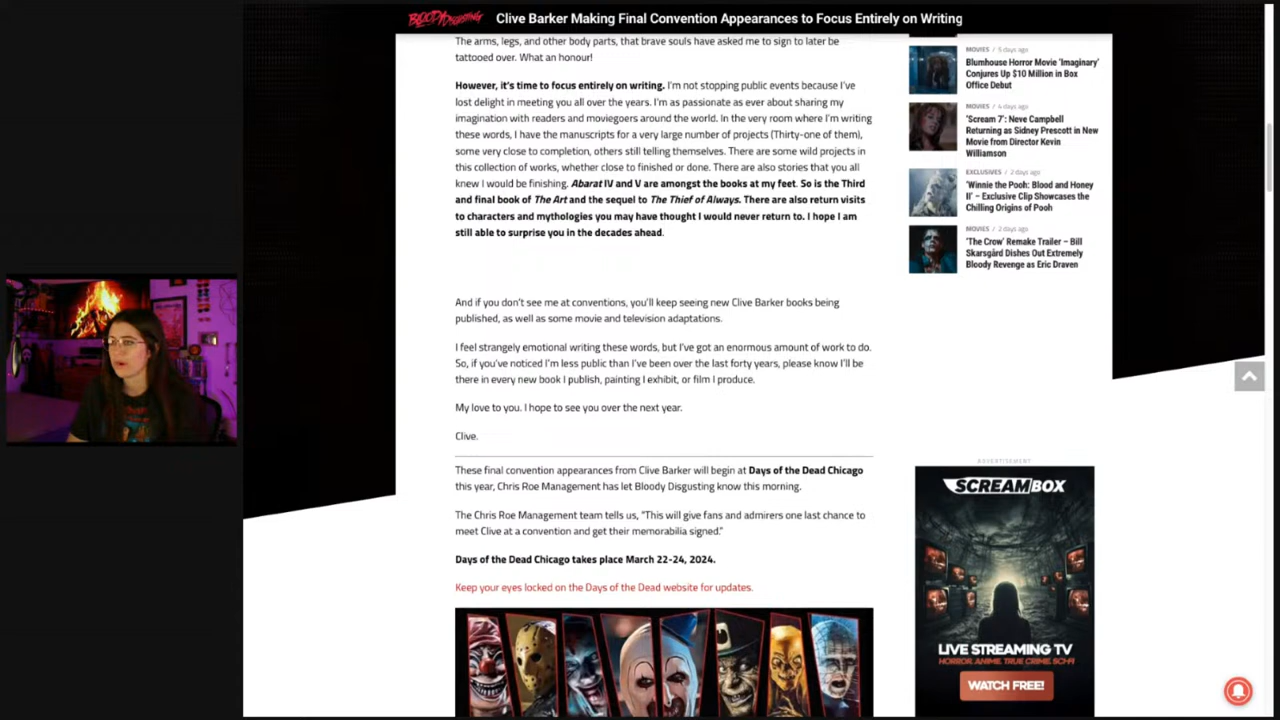 BLOODY DISGUSTING
Clive Barker Making Final Convention Appearances to Focus Entirely on Writing
The arms, legs, and other body parts, that brave souls have asked me to sign to later be
tattooed over. What an honour!
However, it's time to focus entirely on writing. I'm not stopping public events because I've
lost delight in meeting you all over the years. I'm as passionate as ever about sharing my
imagination with readers and moviegoers around the world. In the very room where I'm writing
these words, I have the manuscripts for a very large number of projects (Thirty-one of them),
some very close to completion, others still telling themselves. There are some wild projects in
this collection of works, whether close to finished or done. There are also stories that you all
knew I would be finishing. Abarat IV and V are amongst the books at my feet. So is the Third
and final book of The Art and the sequel to The Thief of Always. There are also return visits
to characters and mythologies you may have thought I would never return to. I hope I am
still able to surprise you in the decades ahead.
And if you don't see me at conventions, you'll keep seeing new Clive Barker books being
published, as well as some movie and television adaptations.
I feel strangely emotional writing these words, but I've got an enormous amount of work to do.
So, if you've noticed I'm less public than I've been over the last forty years, please know I'll be
there in every new book I publish, painting I exhibit, or film I produce.
My love to you. I hope to see you over the next year.
Clive.
These final convention appearances from Clive Barker will begin at Days of the Dead Chicago
this year, Chris Roe Management has let Bloody Disgusting know this morning.
The Chris Roe Management team tells us, "This will give fans and admirers one last chance to
meet Clive at a convention and get their memorabilia signed."
Days of the Dead Chicago takes place March 22-24, 2024.
Keep your eyes locked on the Days of the Dead website for updates.
MOVIES / 5 days ago
Blumhouse Horror Movie 'Imaginary'
Conjures Up $10 Million in Box
Office Debut
MOVIES / 4 days ago
'Scream 7': Neve Campbell
Returning as Sidney Prescott in New
Movie from Director Kevin
Williamson
EXCLUSIVES / 2 days ago
'Winnie the Pooh: Blood and Honey
II' – Exclusive Clip Showcases the
Chilling Origins of Pooh
MOVIES / 2 days ago
'The Crow' Remake Trailer – Bill
Skarsgård Dishes Out Extremely
Bloody Revenge as Eric Draven
ADVERTISEMENT
SCREAMBOX
LIVE STREAMING TV
HORROR. ANIME. TRUE CRIME. SCI-FI
WATCH FREE!